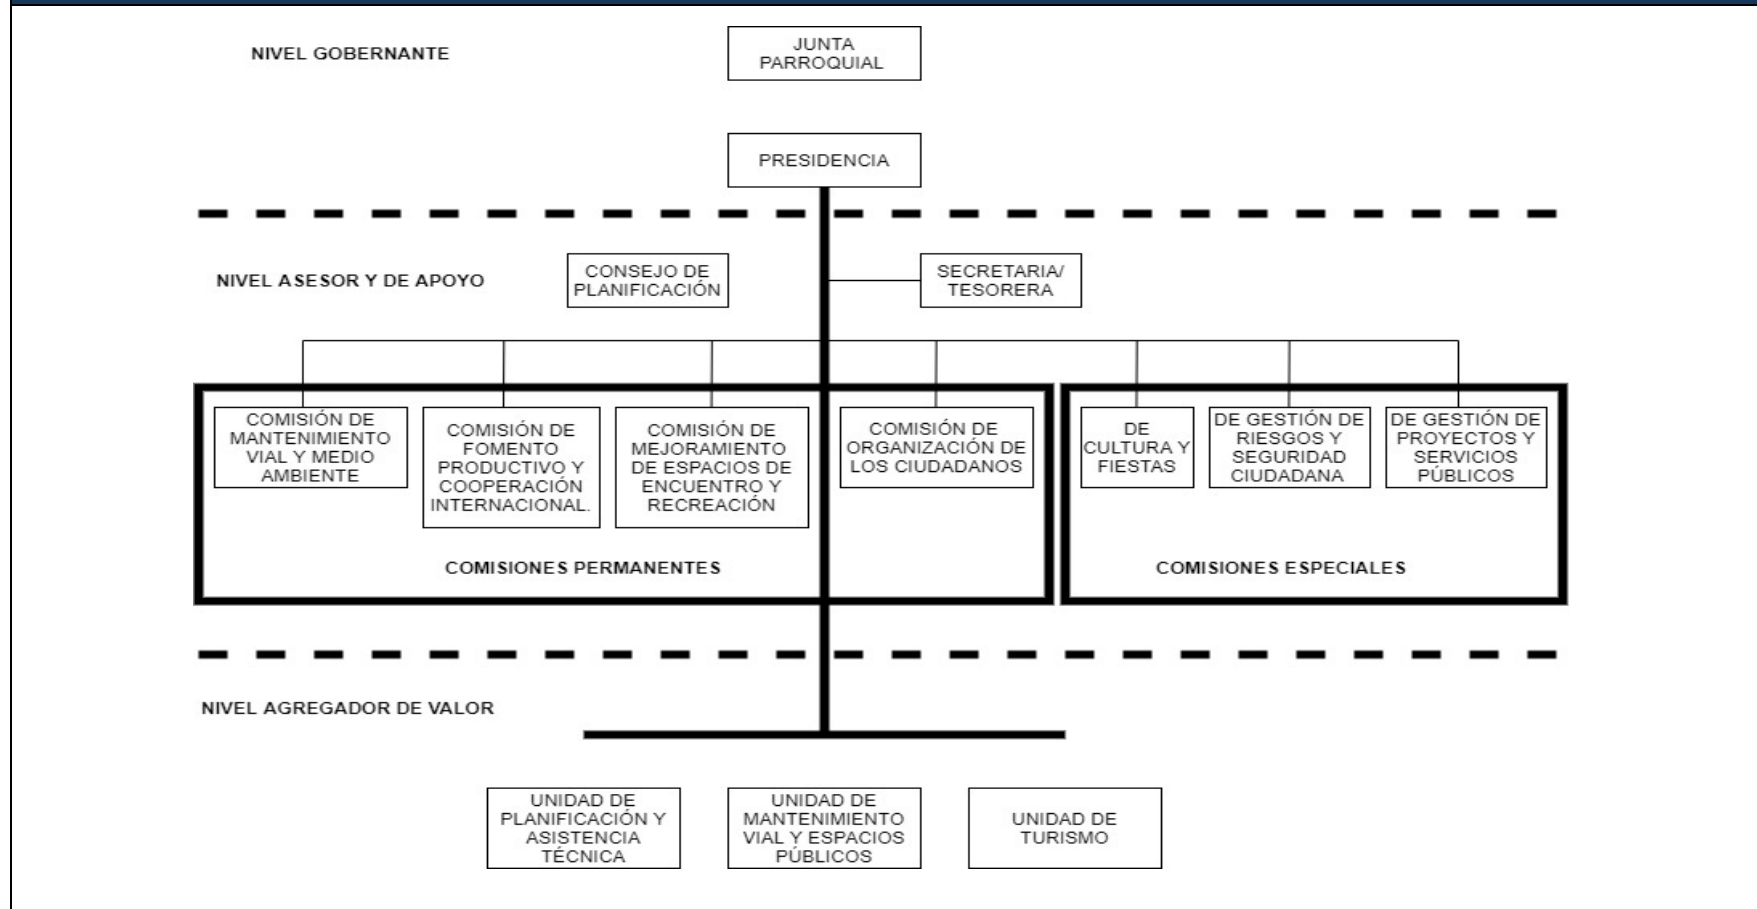 NIVEL GOBERNANTE
JUNTA
PARROQUIAL
PRESIDENCIA
NIVEL ASESOR Y DE APOYO
CONSEJO DE
PLANIFICACIÓN
SECRETARIA/
TESORERA
COMISIÓN DE
MANTENIMIENTO
VIAL Y MEDIO
AMBIENTE
COMISIÓN DE
FOMENTO
PRODUCTIVO Y
COOPERACIÓN
INTERNACIONAL.
COMISIÓN DE
MEJORAMIENTO
DE ESPACIOS DE
ENCUENTRO Y
RECREACIÓN
COMISIÓN DE
ORGANIZACIÓN DE
LOS CIUDADANOS
DE
CULTURA Y
FIESTAS
DE GESTIÓN DE
RIESGOS Y
SEGURIDAD
CIUDADANA
DE GESTIÓN DE
PROYECTOS Y
SERVICIOS
PÚBLICOS
COMISIONES PERMANENTES
COMISIONES ESPECIALES
NIVEL AGREGADOR DE VALOR
UNIDAD DE
PLANIFICACIÓN Y
ASISTENCIA
TÉCNICA
UNIDAD DE
MANTENIMIENTO
VIAL Y ESPACIOS
PÚBLICOS
UNIDAD DE
TURISMO